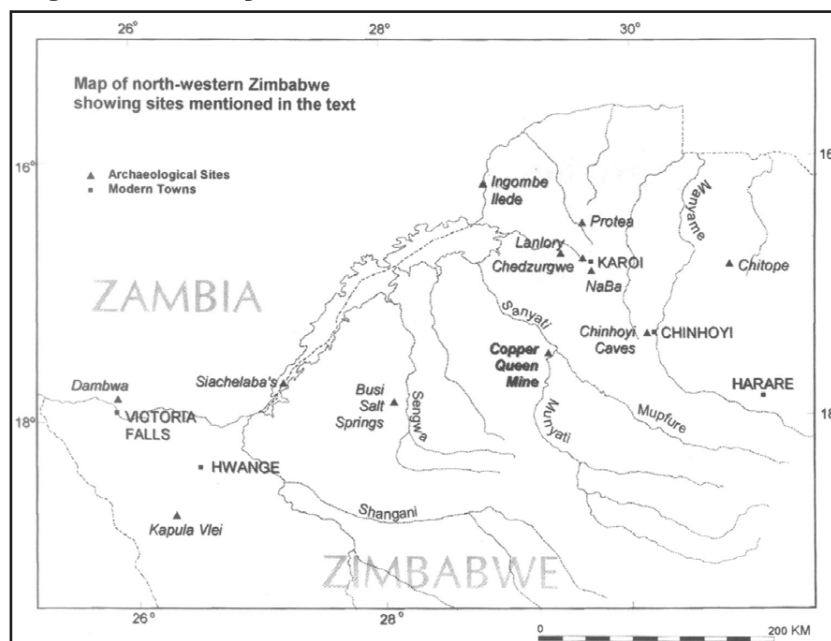 26°
28°
30°
Map of north-western Zimbabwe
showing sites mentioned in the text
16°
16
Archaeological Sites
Modern Towns
Ingombe
Ilede
Manyame
Protea
Lanlory
Chedzurgwe
KAROI
NaBa
Chitope
ZAMBIA
Sanyati
Chinhoyi
Caves
CHINHOYI
Copper
Queen
Mine
Siachelaba's
Dambwa
Busi
Salt
Springs
Sengwa
HARARE
Munyati
Mupfure
VICTORIA
FALLS
18°
18
HWANGE
Shangani
Kapula Vlei
ZIMBABWE
26°
28°
30°
0
200 KM